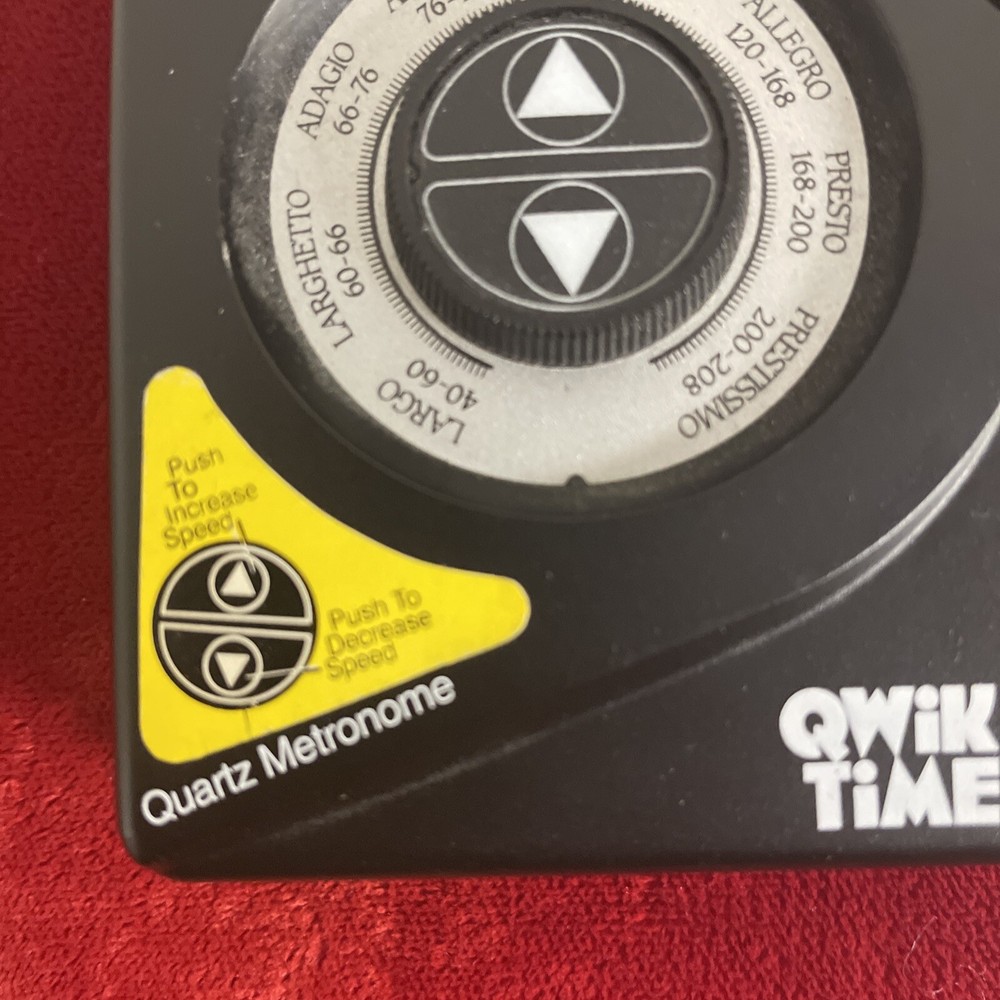 76-
ALLEGRO
120-168
ADAGIO
66-76
PRESTO
168-200
LARGHETTO
60-66
PRESTISSIMO
200-208
LARGO
40-60
Push
To
Increase
Speed
Push To
Decrease
Speed
Quartz Metronome
QWiK
TiME